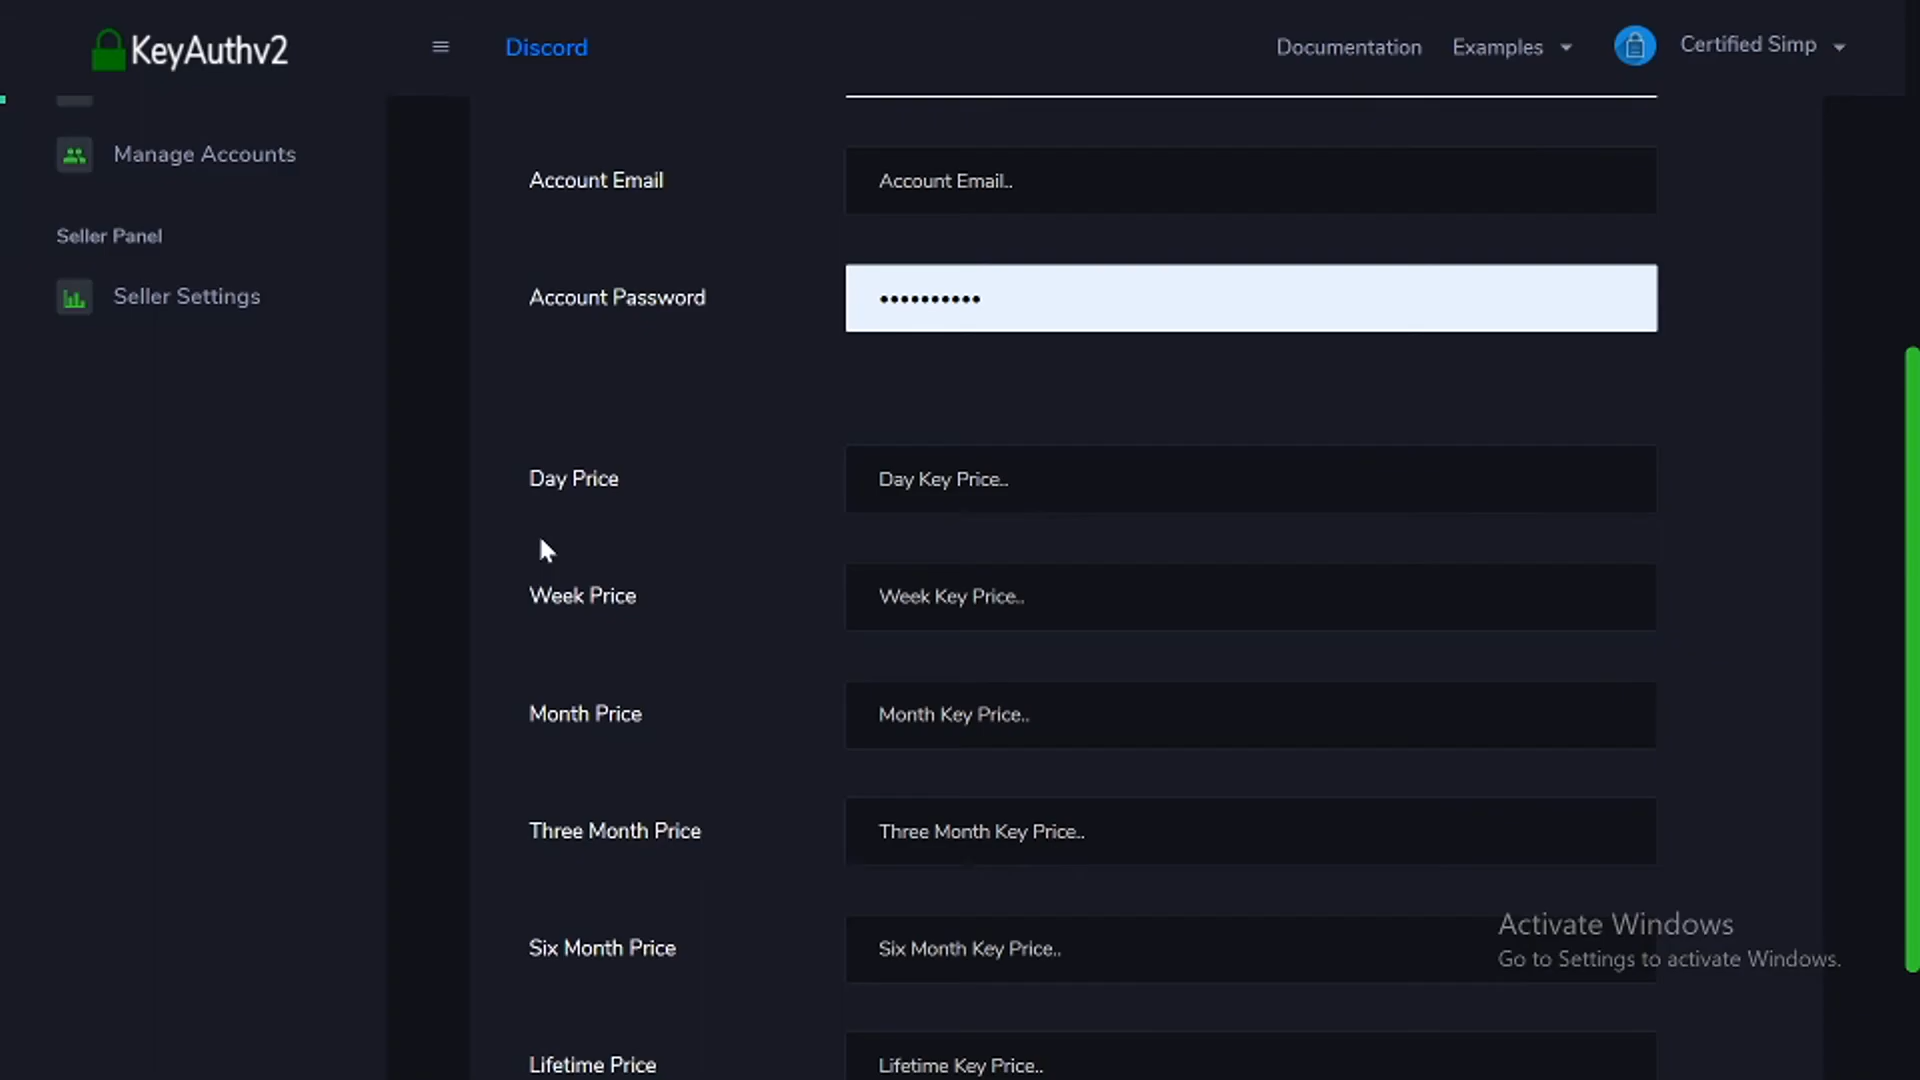 KeyAuthv2
Discord
Documentation
Examples
Certified Simp
Manage Accounts
Seller Panel
Seller Settings
Account Email
Account Email..
Account Password
••••••••••
Day Price
Day Key Price..
Week Price
Week Key Price..
Month Price
Month Key Price..
Three Month Price
Three Month Key Price..
Six Month Price
Six Month Key Price..
Lifetime Price
Lifetime Key Price..
Activate Windows
Go to Settings to activate Windows.